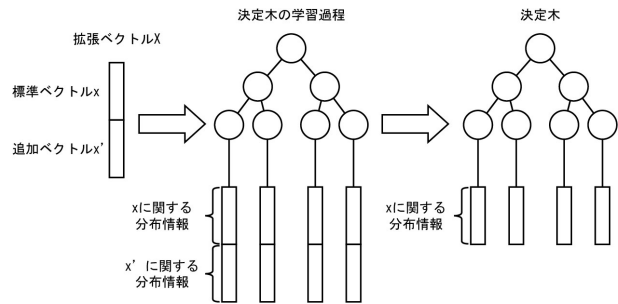 拡張ベクトルX
標準ベクトルx
追加ベクトルx'
決定木の学習過程
xに関する
分布情報
x'に関する
分布情報
決定木
xに関する
分布情報